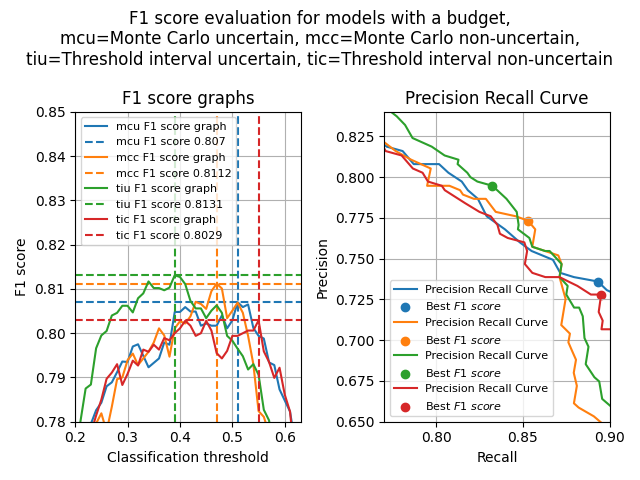 F1 score evaluation for models with a budget,
mcu=Monte Carlo uncertain, mcc=Monte Carlo non-uncertain,
tiu=Threshold interval uncertain, tic=Threshold interval non-uncertain
F1 score graphs
F1 score
0.85
0.84
0.83
0.82
0.81
0.80
0.79
0.78
mcu F1 score graph
mcu F1 score 0.807
mcc F1 score graph
mcc F1 score 0.8112
tiu F1 score graph
tiu F1 score 0.8131
tic F1 score graph
tic F1 score 0.8029
0.2 0.3 0.4 0.5 0.6
Classification threshold
Precision Recall Curve
Precision
0.825
0.800
0.775
0.750
0.725
0.700
0.675
0.650
Precision Recall Curve
Best F1 score
Precision Recall Curve
Best F1 score
Precision Recall Curve
Best F1 score
Precision Recall Curve
Best F1 score
0.80 0.85 0.90
Recall